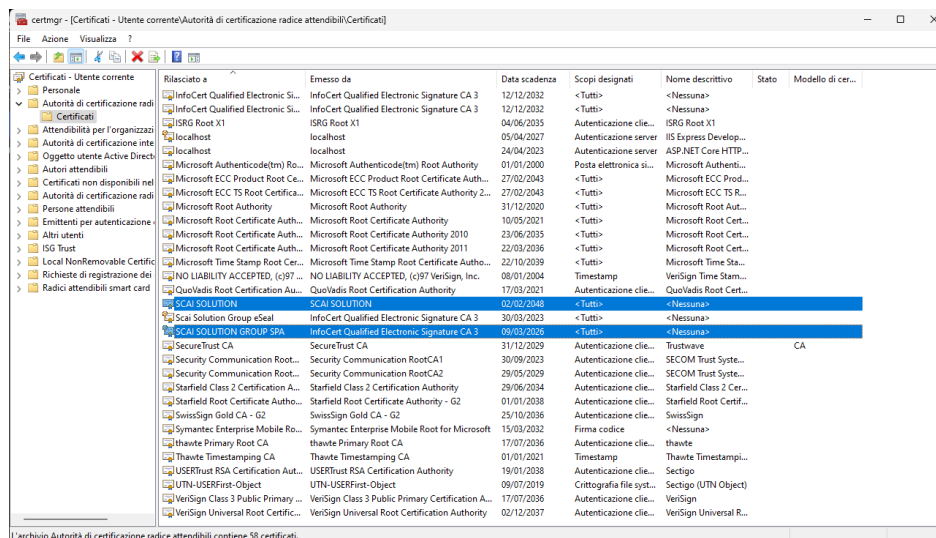 certmgr - [Certificati - Utente corrente\Autorità di certificazione radice attendibili\Certificati]
File Azione Visualizza ?
Certificati - Utente corrente
Personale
Autorità di certificazione radi
Certificati
Attendibilità per l'organizzazi
Autorità di certificazione inte
Oggetto utente Active Direct
Autori attendibili
Certificati non disponibili nel
Autorità di certificazione radi
Persone attendibili
Emittenti per autenticazione
Altri utenti
ISG Trust
Local NonRemovable Certific
Richieste di registrazione dei
Radici attendibili smart card
Rilasciato a Emesso da Data scadenza Scopi designati Nome descrittivo Stato Modello di cer...
InfoCert Qualified Electronic Si... InfoCert Qualified Electronic Signature CA 3 12/12/2032 <Tutti> <Nessuna>
InfoCert Qualified Electronic Si... InfoCert Qualified Electronic Signature CA 3 12/12/2032 <Tutti> <Nessuna>
ISRG Root X1 ISRG Root X1 04/06/2035 Autenticazione clie... ISRG Root X1
localhost localhost 05/04/2027 Autenticazione server IIS Express Develop...
localhost localhost 24/04/2023 Autenticazione server ASP.NET Core HTTP...
Microsoft Authenticode(tm) Ro... Microsoft Authenticode(tm) Root Authority 01/01/2000 Posta elettronica si... Microsoft Authenti...
Microsoft ECC Product Root Ce... Microsoft ECC Product Root Certificate Auth... 27/02/2043 <Tutti> Microsoft ECC Prod...
Microsoft ECC TS Root Certifica... Microsoft ECC TS Root Certificate Authority 2... 27/02/2043 <Tutti> Microsoft ECC TS R...
Microsoft Root Authority Microsoft Root Authority 31/12/2020 <Tutti> Microsoft Root Aut...
Microsoft Root Certificate Auth... Microsoft Root Certificate Authority 10/05/2021 <Tutti> Microsoft Root Cert...
Microsoft Root Certificate Auth... Microsoft Root Certificate Authority 2010 23/06/2035 <Tutti> Microsoft Root Cert...
Microsoft Root Certificate Auth... Microsoft Root Certificate Authority 2011 22/03/2036 <Tutti> Microsoft Root Cert...
Microsoft Time Stamp Root Cer... Microsoft Time Stamp Root Certificate Autho... 22/10/2039 <Tutti> Microsoft Time Sta...
NO LIABILITY ACCEPTED, (c)97 ... NO LIABILITY ACCEPTED, (c)97 VeriSign, Inc. 08/01/2004 Timestamp VeriSign Time Stam...
QuoVadis Root Certification Au... QuoVadis Root Certification Authority 17/03/2021 Autenticazione clie... QuoVadis Root Cert...
SCAI SOLUTION SCAI SOLUTION 02/02/2048 <Tutti> <Nessuna>
Scai Solution Group eSeal InfoCert Qualified Electronic Signature CA 3 30/03/2023 <Tutti> <Nessuna>
SCAI SOLUTION GROUP SPA InfoCert Qualified Electronic Signature CA 3 09/03/2026 <Tutti> <Nessuna>
SecureTrust CA SecureTrust CA 31/12/2029 Autenticazione clie... Trustwave CA
Security Communication Root... Security Communication RootCA1 30/09/2023 Autenticazione clie... SECOM Trust Syste...
Security Communication Root... Security Communication RootCA2 29/05/2029 Autenticazione clie... SECOM Trust Syste...
Starfield Class 2 Certification A... Starfield Class 2 Certification Authority 29/06/2034 Autenticazione clie... Starfield Class 2 Cer...
Starfield Root Certificate Autho... Starfield Root Certificate Authority - G2 01/01/2038 Autenticazione clie... Starfield Root Certif...
SwissSign Gold CA - G2 SwissSign Gold CA - G2 25/10/2036 Autenticazione clie... SwissSign
Symantec Enterprise Mobile Ro... Symantec Enterprise Mobile Root for Microsoft 15/03/2032 Firma codice <Nessuna>
thawte Primary Root CA thawte Primary Root CA 17/07/2036 Autenticazione clie... thawte
Thawte Timestamping CA Thawte Timestamping CA 01/01/2021 Timestamp Thawte Timestampi...
USERTrust RSA Certification Aut... USERTrust RSA Certification Authority 19/01/2038 Autenticazione clie... Sectigo
UTN-USERFirst-Object UTN-USERFirst-Object 09/07/2019 Crittografia file syst... Sectigo (UTN Object)
VeriSign Class 3 Public Primary ... VeriSign Class 3 Public Primary Certification A... 17/07/2036 Autenticazione clie... VeriSign
VeriSign Universal Root Certific... VeriSign Universal Root Certification Authority 02/12/2037 Autenticazione clie... VeriSign Universal R...
L'archivio Autorità di certificazione radice attendibili contiene 58 certificati.